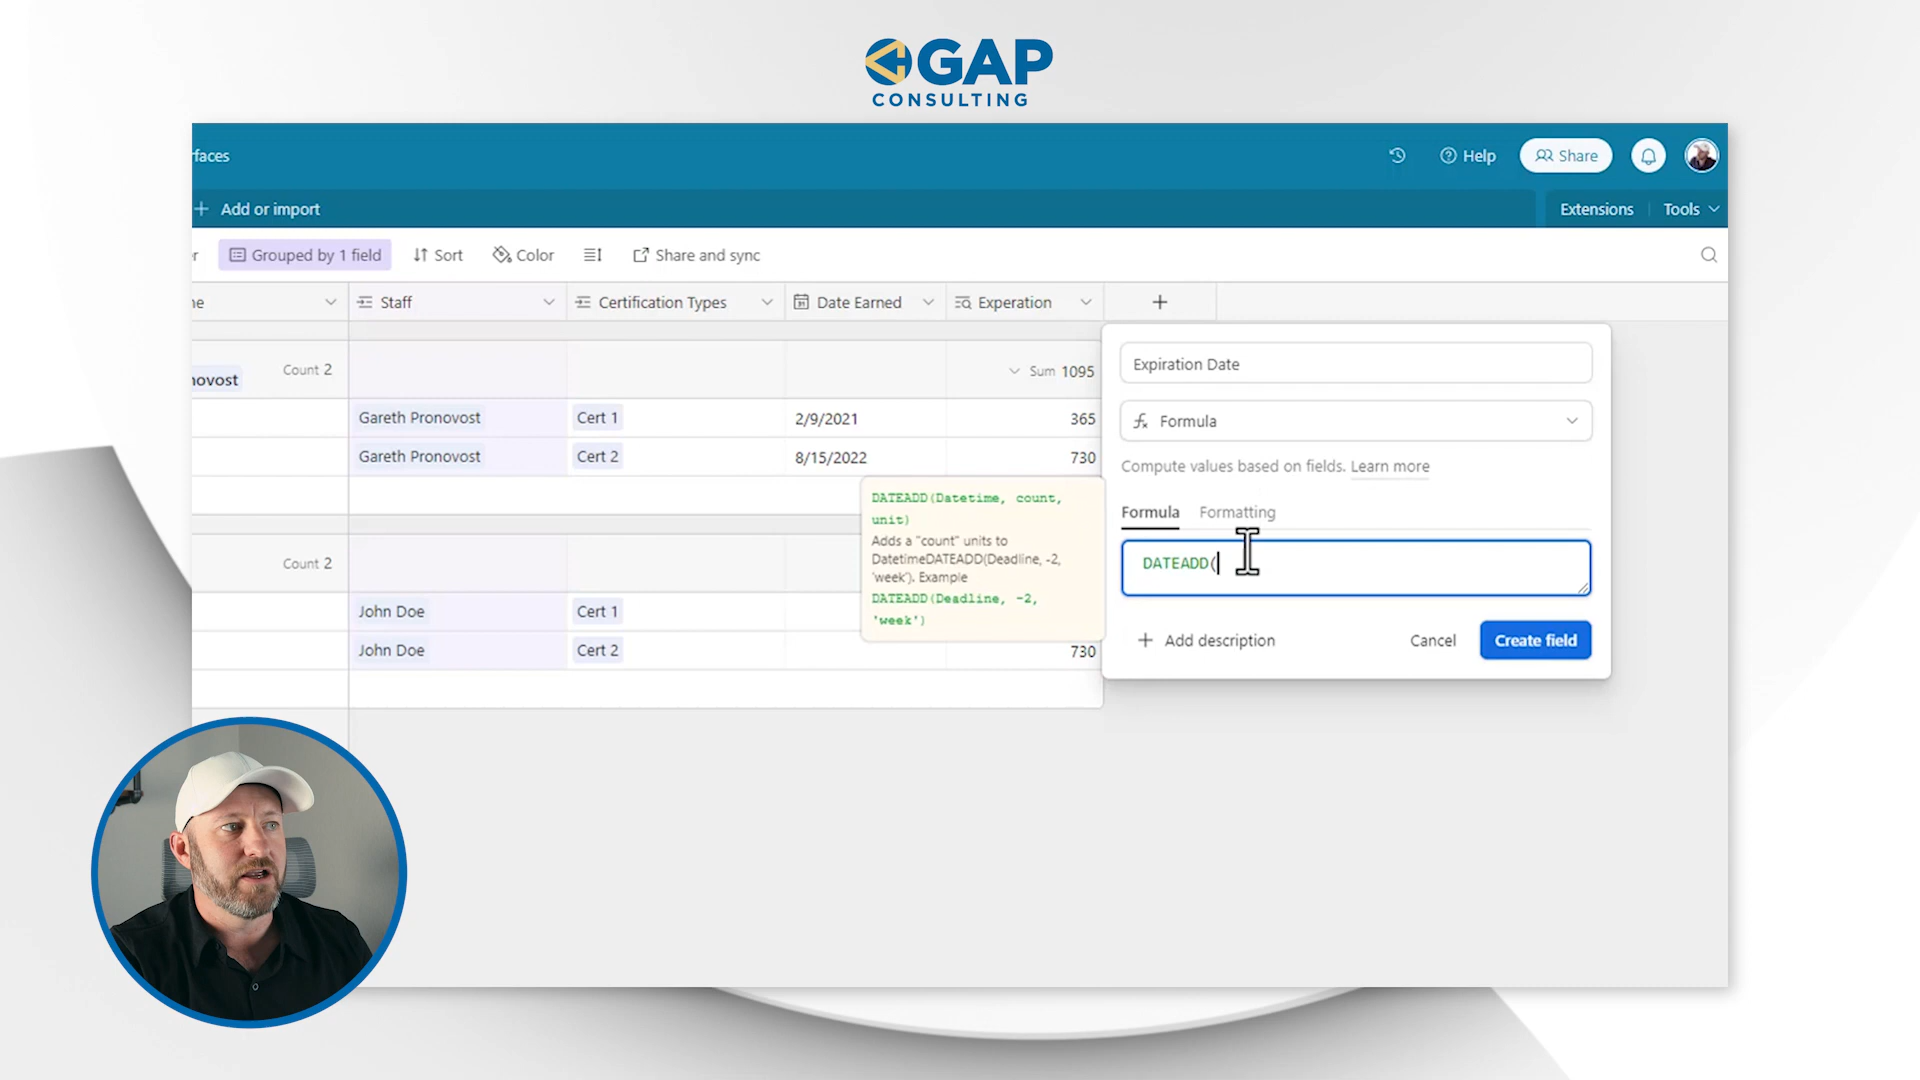 GAP
CONSULTING
rfaces
Help
Share
+ Add or import
Extensions
Tools
r
Grouped by 1 field
Sort
Color
Share and sync
ne
Staff
Certification Types
Date Earned
Experation
+
novost
Count 2
Sum 1095
Gareth Pronovost
Cert 1
2/9/2021
365
Gareth Pronovost
Cert 2
8/15/2022
730
Count 2
John Doe
Cert 1
John Doe
Cert 2
730
DATEADD(Datetime, count,
unit)
Adds a "count" units to
DatetimeDATEADD(Deadline, -2,
'week'). Example
DATEADD(Deadline, -2,
'week')
Expiration Date
Formula
Compute values based on fields. Learn more
Formula
Formatting
DATEADD(
+ Add description
Cancel
Create field